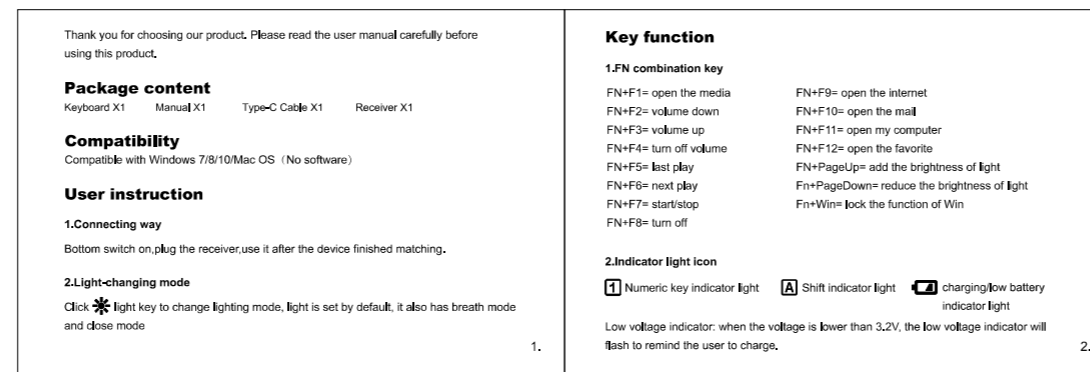 Thank you for choosing our product. Please read the user manual carefully before
using this product.
Package content
Keyboard X1 Manual X1 Type-C Cable X1 Receiver X1
Compatibility
Compatible with Windows 7/8/10/Mac OS（No software）
User instruction
1.Connecting way
Bottom switch on,plug the receiver,use it after the device finished matching.
2.Light-changing mode
Click light key to change lighting mode, light is set by default, it also has breath mode
and close mode
1.
Key function
1.FN combination key
FN+F1= open the media
FN+F2= volume down
FN+F3= volume up
FN+F4= turn off volume
FN+F5= last play
FN+F6= next play
FN+F7= start/stop
FN+F8= turn off
FN+F9= open the internet
FN+F10= open the mail
FN+F11= open my computer
FN+F12= open the favorite
FN+PageUp= add the brightness of light
Fn+PageDown= reduce the brightness of light
Fn+Win= lock the function of Win
2.Indicator light icon
1 Numeric key indicator light A Shift indicator light charging/low battery
indicator light
Low voltage indicator: when the voltage is lower than 3.2V, the low voltage indicator will
flash to remind the user to charge.
2.